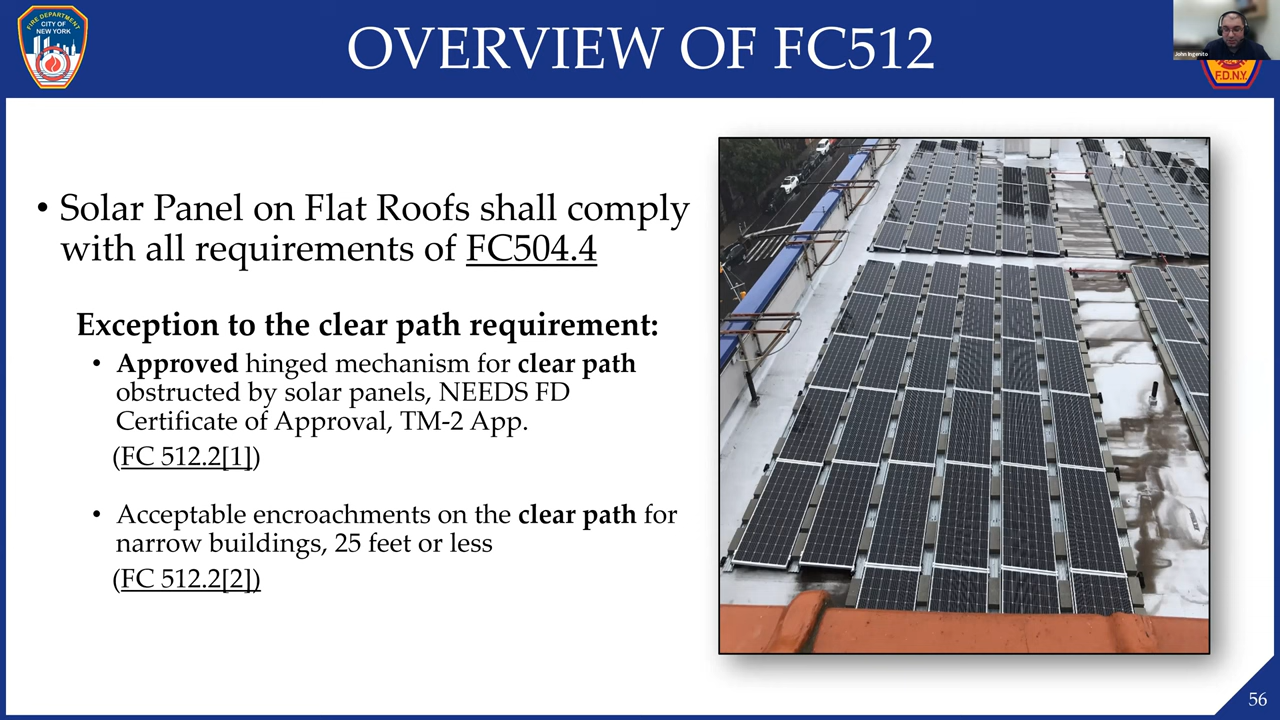 FIRE DEPARTMENT
CITY OF
NEW YORK
OVERVIEW OF FC512
John Ingenito
F.D.N.Y.
• Solar Panel on Flat Roofs shall comply
with all requirements of FC504.4
Exception to the clear path requirement:
• Approved hinged mechanism for clear path
obstructed by solar panels, NEEDS FD
Certificate of Approval, TM-2 App.
(FC 512.2[1])
• Acceptable encroachments on the clear path for
narrow buildings, 25 feet or less
(FC 512.2[2])
56